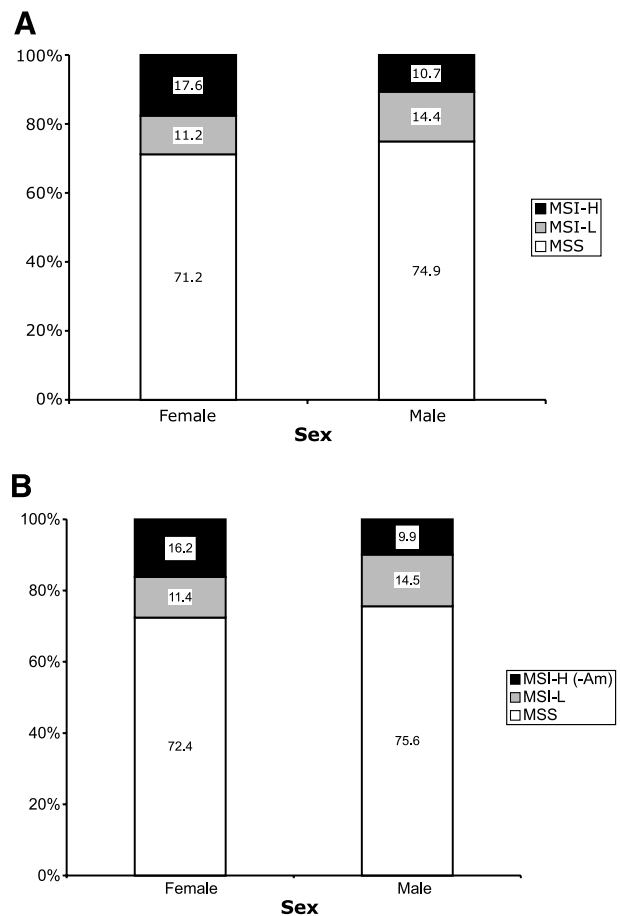 A
100%
80%
60%
40%
20%
0%
17.6
11.2
71.2
10.7
14.4
74.9
Female
Male
Sex
MSI-H
MSI-L
MSS
B
100%
80%
60%
40%
20%
0%
16.2
11.4
72.4
9.9
14.5
75.6
Female
Male
Sex
MSI-H (-Am)
MSI-L
MSS